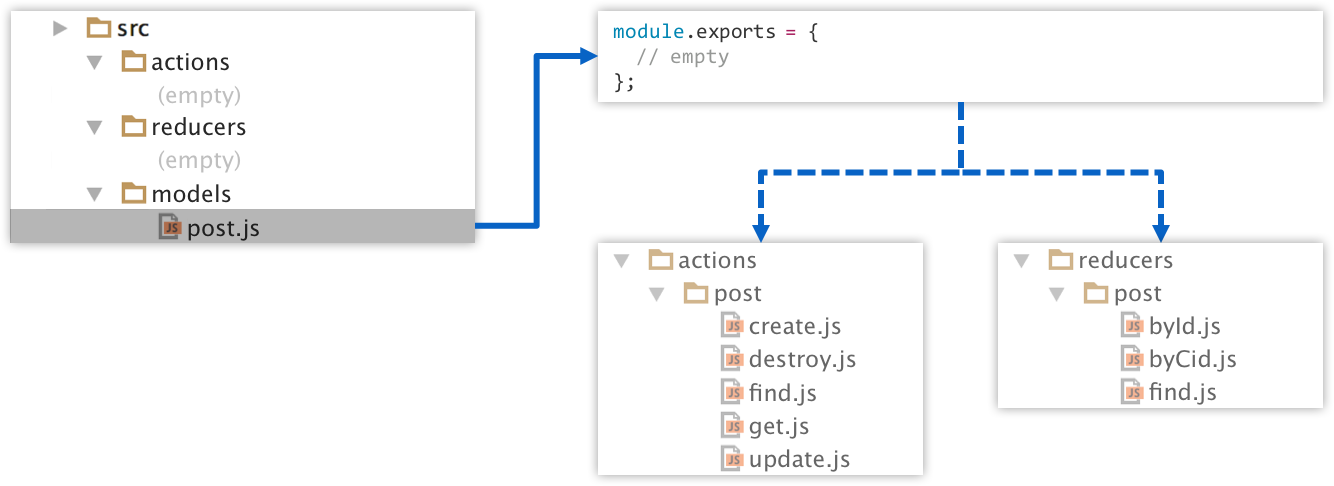 src
actions
(empty)
reducers
(empty)
models
JS post.js
module.exports = {
// empty
};
actions
post
JS create.js
JS destroy.js
JS find.js
JS get.js
JS update.js
reducers
post
JS byId.js
JS byCid.js
JS find.js